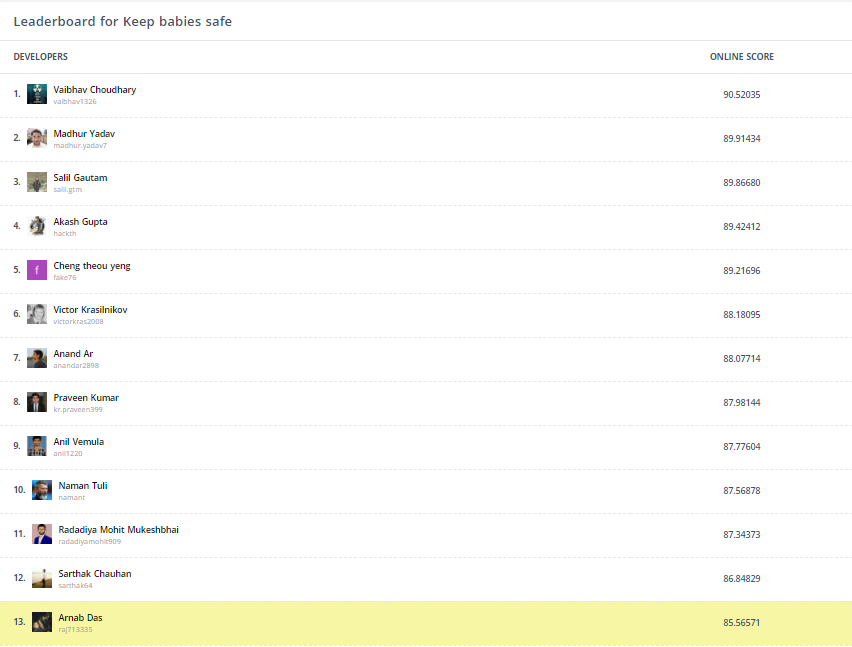 Leaderboard for Keep babies safe
DEVELOPERS ONLINE SCORE
1. Vaibhav Choudhary 90.52035
vaibhav1326
2. Madhur Yadav 89.91434
madhur.yadav7
3. Salil Gautam 89.86680
salil.gtm
4. Akash Gupta 89.42412
hackth
5. f Cheng theou yeng 89.21696
fake76
6. Victor Krasilnikov 88.18095
victorkras2008
7. Anand Ar 88.07714
anandar2898
8. Praveen Kumar 87.98144
kr.praveen399
9. Anil Vemula 87.77604
anil1220
10. Naman Tuli 87.56878
namant
11. Radadiya Mohit Mukeshbhai 87.34373
radadiyamohit909
12. Sarthak Chauhan 86.84829
sarthak64
13. Arnab Das 85.56571
raj713335